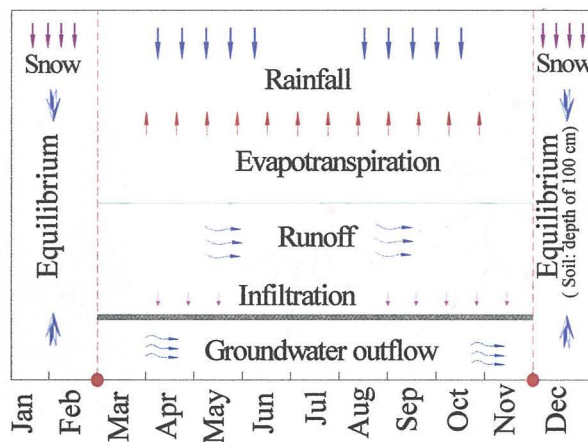 Snow
Snow
Rainfall
Evapotranspiration
Equilibrium
Equilibrium
( Soil: depth of 100 cm)
Runoff
Infiltration
Groundwater outflow
Jan
Feb
Mar
Apr
May
Jun
Jul
Aug
Sep
Oct
Nov
Dec